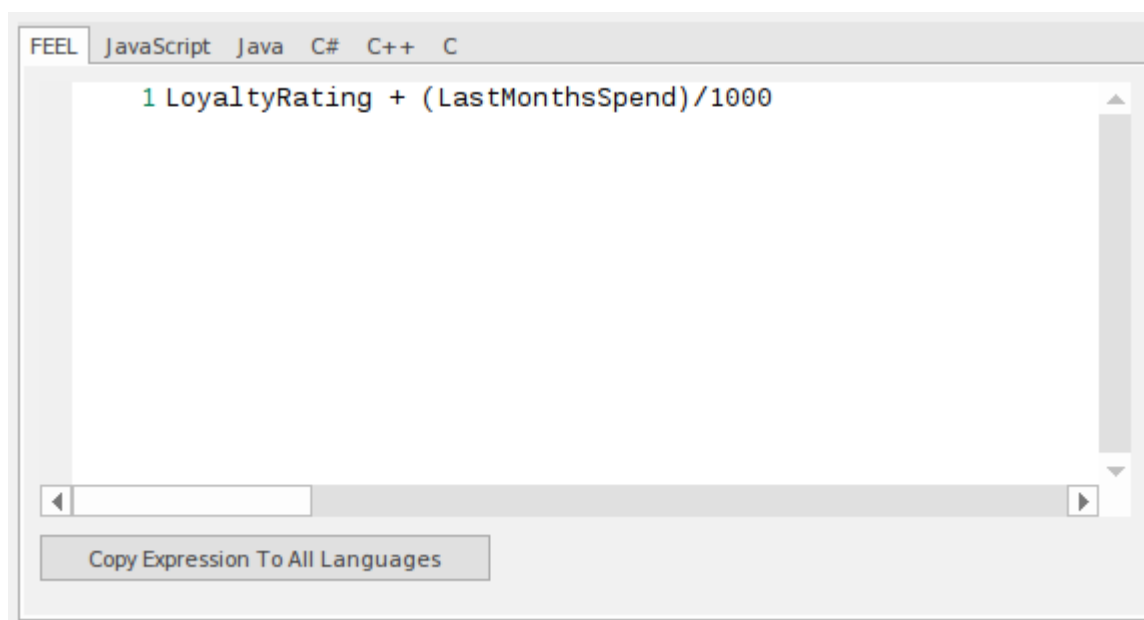 FEEL JavaScript Java C# C++ C
1 LoyaltyRating + (LastMonthsSpend)/1000
Copy Expression To All Languages